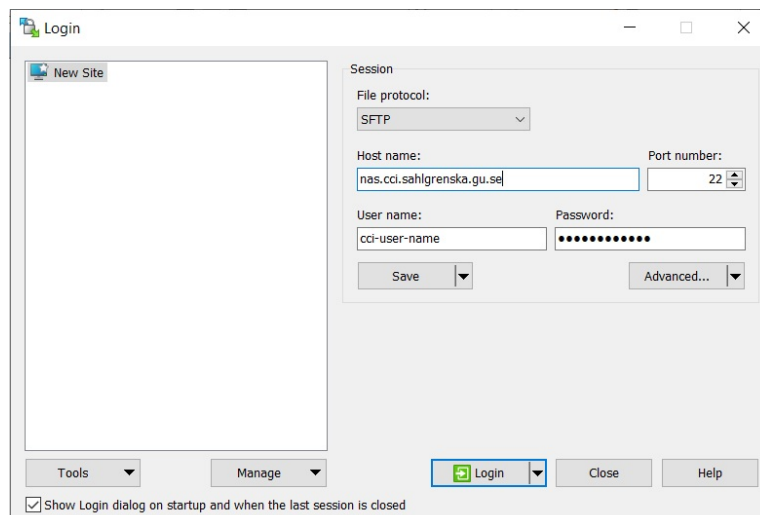 Login
New Site
Session
File protocol:
SFTP
Host name: Port number:
nas.cci.sahlgrenska.gu.se 22
User name: Password:
cci-user-name ••••••••••••
Save Advanced...
Tools Manage Login Close Help
Show Login dialog on startup and when the last session is closed